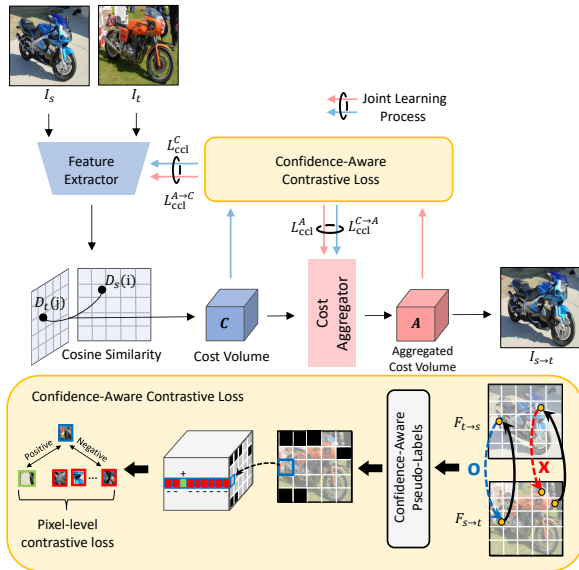 I_s
I_t
Joint Learning
Process
Feature
Extractor
L^C_ccl
L^{A→C}_ccl
Confidence-Aware
Contrastive Loss
L^A_ccl
L^{C→A}_ccl
D_s(i)
D_t(j)
Cosine Similarity
C
Cost Volume
Cost
Aggregator
A
Aggregated
Cost Volume
I_{s→t}
Confidence-Aware Contrastive Loss
Positive
Negative
...
Pixel-level
contrastive loss
+
- -
Confidence-Aware
Pseudo-Labels
F_{t→s}
O
X
F_{s→t}